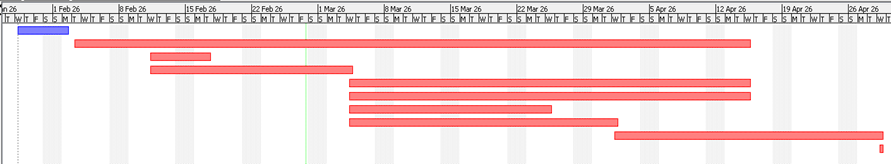 n 26 1 Feb 26 8 Feb 26 15 Feb 26 22 Feb 26 1 Mar 26 8 Mar 26 15 Mar 26 22 Mar 26 29 Mar 26 5 Apr 26 12 Apr 26 19 Apr 26 26 Apr 26
T W T F S S M T W T F S S M T W T F S S M T W T F S S M T W T F S S M T W T F S S M T W T F S S M T W T F S S M T W T F S S M T W T F S S M T W T F S S M T W T F S S M T W T F S S M T W T